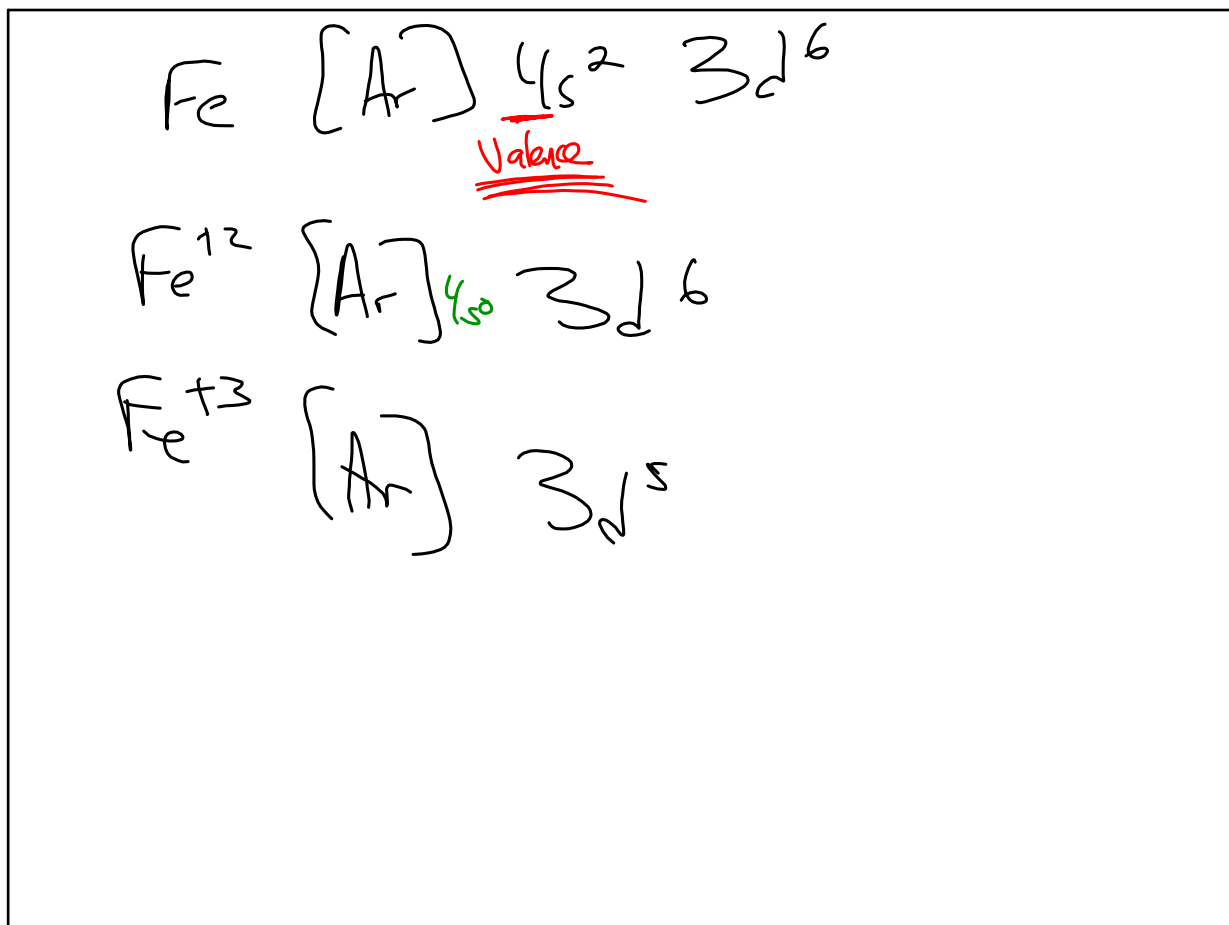 Fe [Ar] 4s² 3d⁶
Valence
Fe⁺² [Ar] 4s⁰ 3d⁶
Fe⁺³ [Ar] 3d⁵